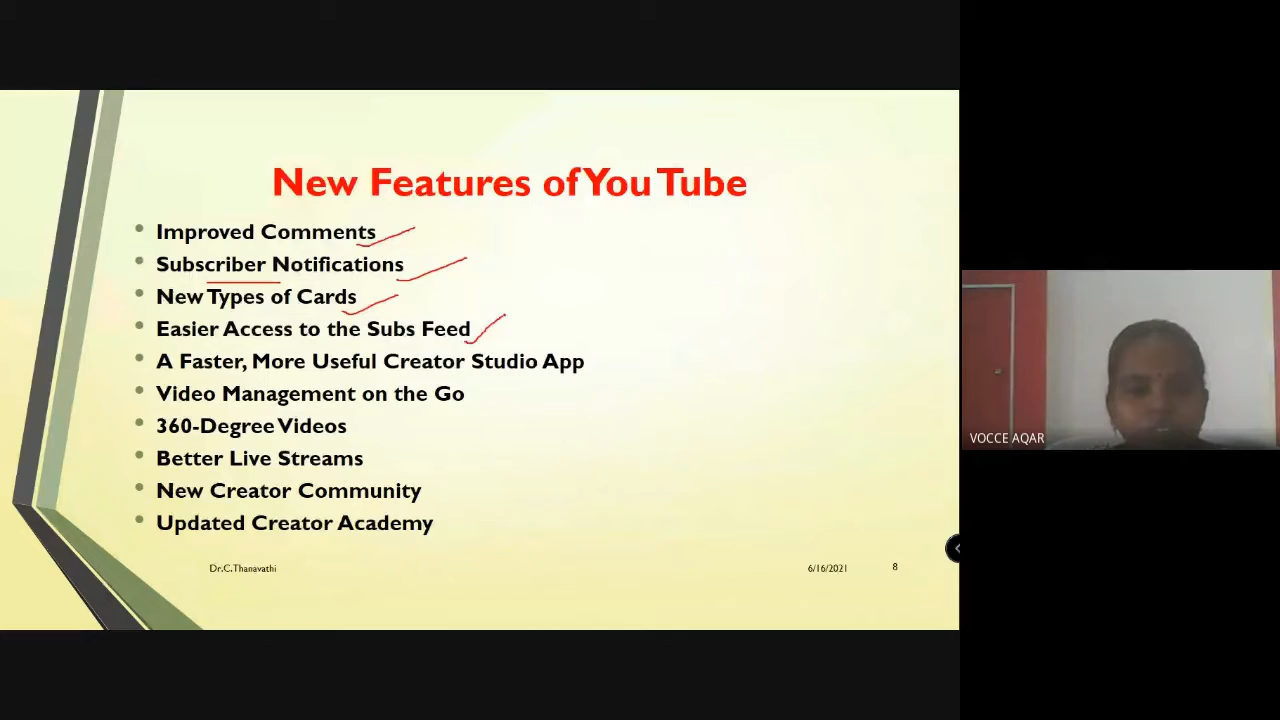 New Features of You Tube
Improved Comments
Subscriber Notifications
New Types of Cards
Easier Access to the Subs Feed
A Faster, More Useful Creator Studio App
Video Management on the Go
360-Degree Videos
Better Live Streams
New Creator Community
Updated Creator Academy
Dr.C.Thanavathi
6/16/2021
8
VOCCE AQAR